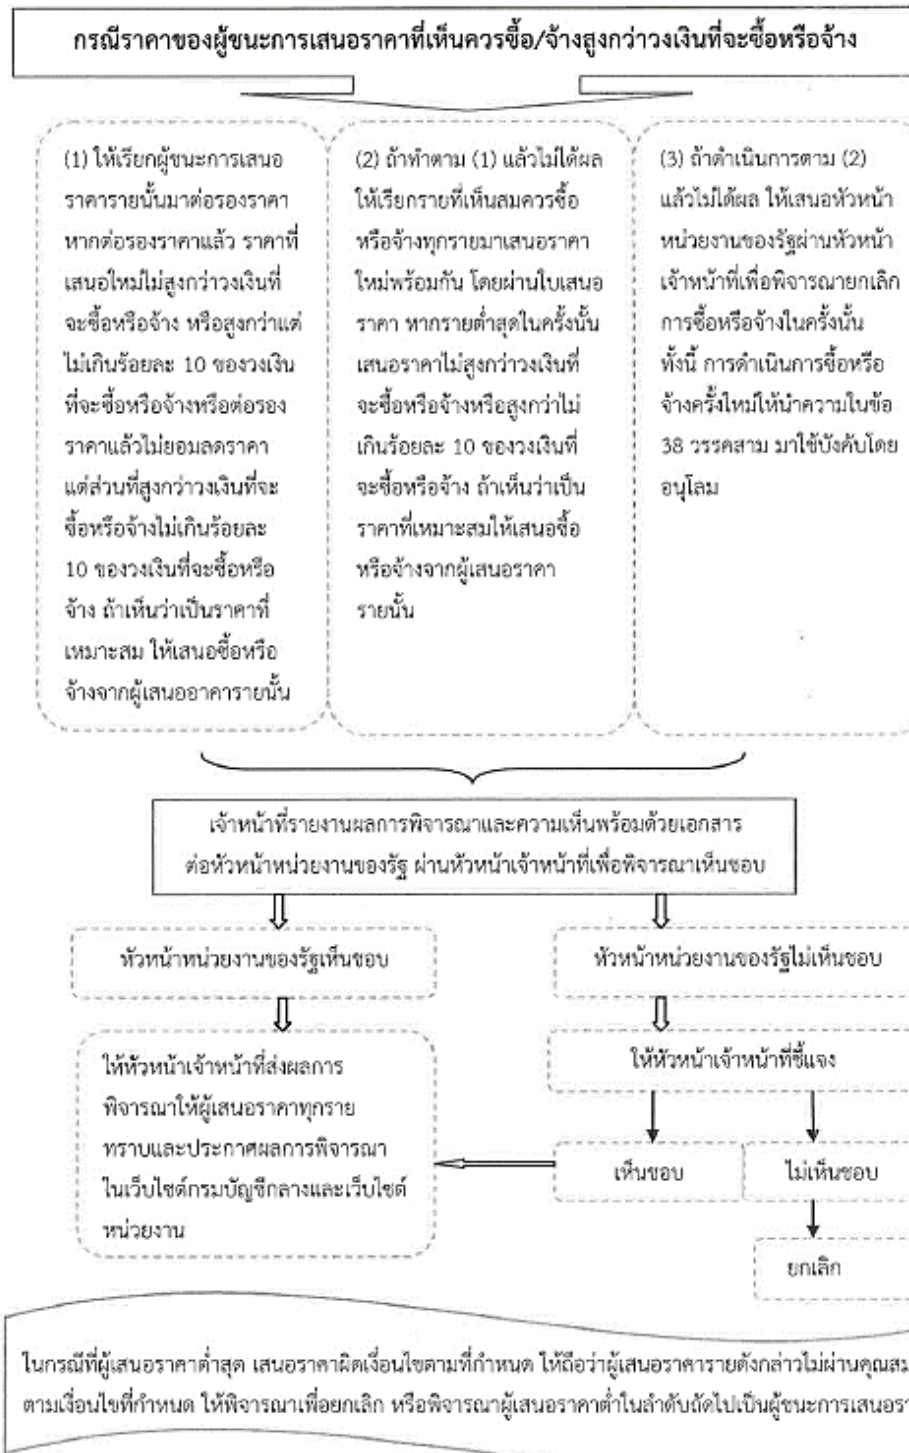 กรณีราคาของผู้ชนะการเสนอราคาที่เห็นควรซื้อ/จ้างสูงกว่าวงเงินที่จะซื้อหรือจ้าง
(1) ให้เรียกผู้ชนะการเสนอ
ราคารายนั้นมาต่อรองราคา
หากต่อรองราคาแล้ว ราคาที่
เสนอใหม่ไม่สูงกว่าวงเงินที่
จะซื้อหรือจ้าง หรือสูงกว่าแต่
ไม่เกินร้อยละ 10 ของวงเงิน
ที่จะซื้อหรือจ้างหรือต่อรอง
ราคาแล้วไม่ยอมลดราคา
แต่ส่วนที่สูงกว่าวงเงินที่จะ
ซื้อหรือจ้างไม่เกินร้อยละ
10 ของวงเงินที่จะซื้อหรือ
จ้าง ถ้าเห็นว่าเป็นราคาที่
เหมาะสม ให้เสนอซื้อหรือ
จ้างจากผู้เสนออาคารายนั้น
(2) ถ้าทำตาม (1) แล้วไม่ได้ผล
ให้เรียกรายที่เห็นสมควรซื้อ
หรือจ้างทุกรายมาเสนอราคา
ใหม่พร้อมกัน โดยผ่านใบเสนอ
ราคา หากรายต่ำสุดในครั้งนั้น
เสนอราคาไม่สูงกว่าวงเงินที่
จะซื้อหรือจ้างหรือสูงกว่าไม่
เกินร้อยละ 10 ของวงเงินที่
จะซื้อหรือจ้าง ถ้าเห็นว่าเป็น
ราคาที่เหมาะสมให้เสนอซื้อ
หรือจ้างจากผู้เสนอราคา
รายนั้น
(3) ถ้าดำเนินการตาม (2)
แล้วไม่ได้ผล ให้เสนอหัวหน้า
หน่วยงานของรัฐผ่านหัวหน้า
เจ้าหน้าที่เพื่อพิจารณายกเลิก
การซื้อหรือจ้างในครั้งนั้น
ทั้งนี้ การดำเนินการซื้อหรือ
จ้างครั้งใหม่ให้นำความในข้อ
38 วรรคสาม มาใช้บังคับโดย
อนุโลม
เจ้าหน้าที่รายงานผลการพิจารณาและความเห็นพร้อมด้วยเอกสาร
ต่อหัวหน้าหน่วยงานของรัฐ ผ่านหัวหน้าเจ้าหน้าที่เพื่อพิจารณาเห็นชอบ
หัวหน้าหน่วยงานของรัฐเห็นชอบ
หัวหน้าหน่วยงานของรัฐไม่เห็นชอบ
ให้หัวหน้าเจ้าหน้าที่ส่งผลการ
พิจารณาให้ผู้เสนอราคาทุกราย
ทราบและประกาศผลการพิจารณา
ในเว็บไซต์กรมบัญชีกลางและเว็บไซต์
หน่วยงาน
ให้หัวหน้าเจ้าหน้าที่ชี้แจง
เห็นชอบ
ไม่เห็นชอบ
ยกเลิก
ในกรณีที่ผู้เสนอราคาต่ำสุด เสนอราคาผิดเงื่อนไขตามที่กำหนด ให้ถือว่าผู้เสนอราคารายดังกล่าวไม่ผ่านคุณสม
ตามเงื่อนไขที่กำหนด ให้พิจารณาเพื่อยกเลิก หรือพิจารณาผู้เสนอราคาต่ำในลำดับถัดไปเป็นผู้ชนะการเสนอรา